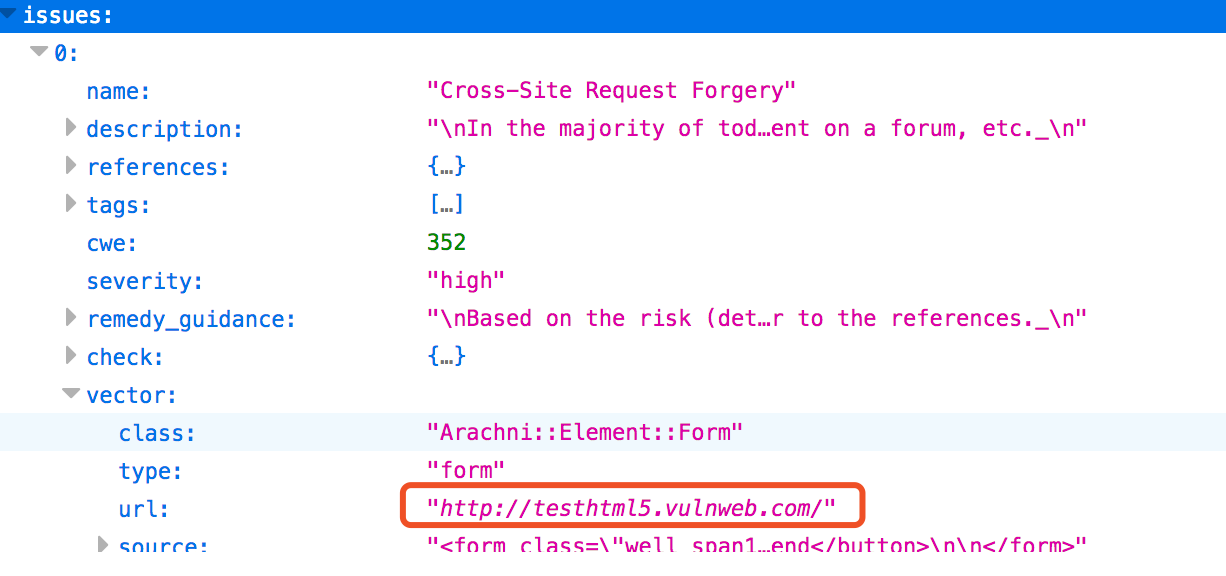 issues:
0:
name: "Cross-Site Request Forgery"
description: "\nIn the majority of tod…ent on a forum, etc._\n"
references: {…}
tags: […]
cwe: 352
severity: "high"
remedy_guidance: "\nBased on the risk (det…r to the references._\n"
check: {…}
vector:
class: "Arachni::Element::Form"
type: "form"
url: "http://testhtml5.vulnweb.com/"
source: "<form class=\"well span1…end</button>\n\n</form>"